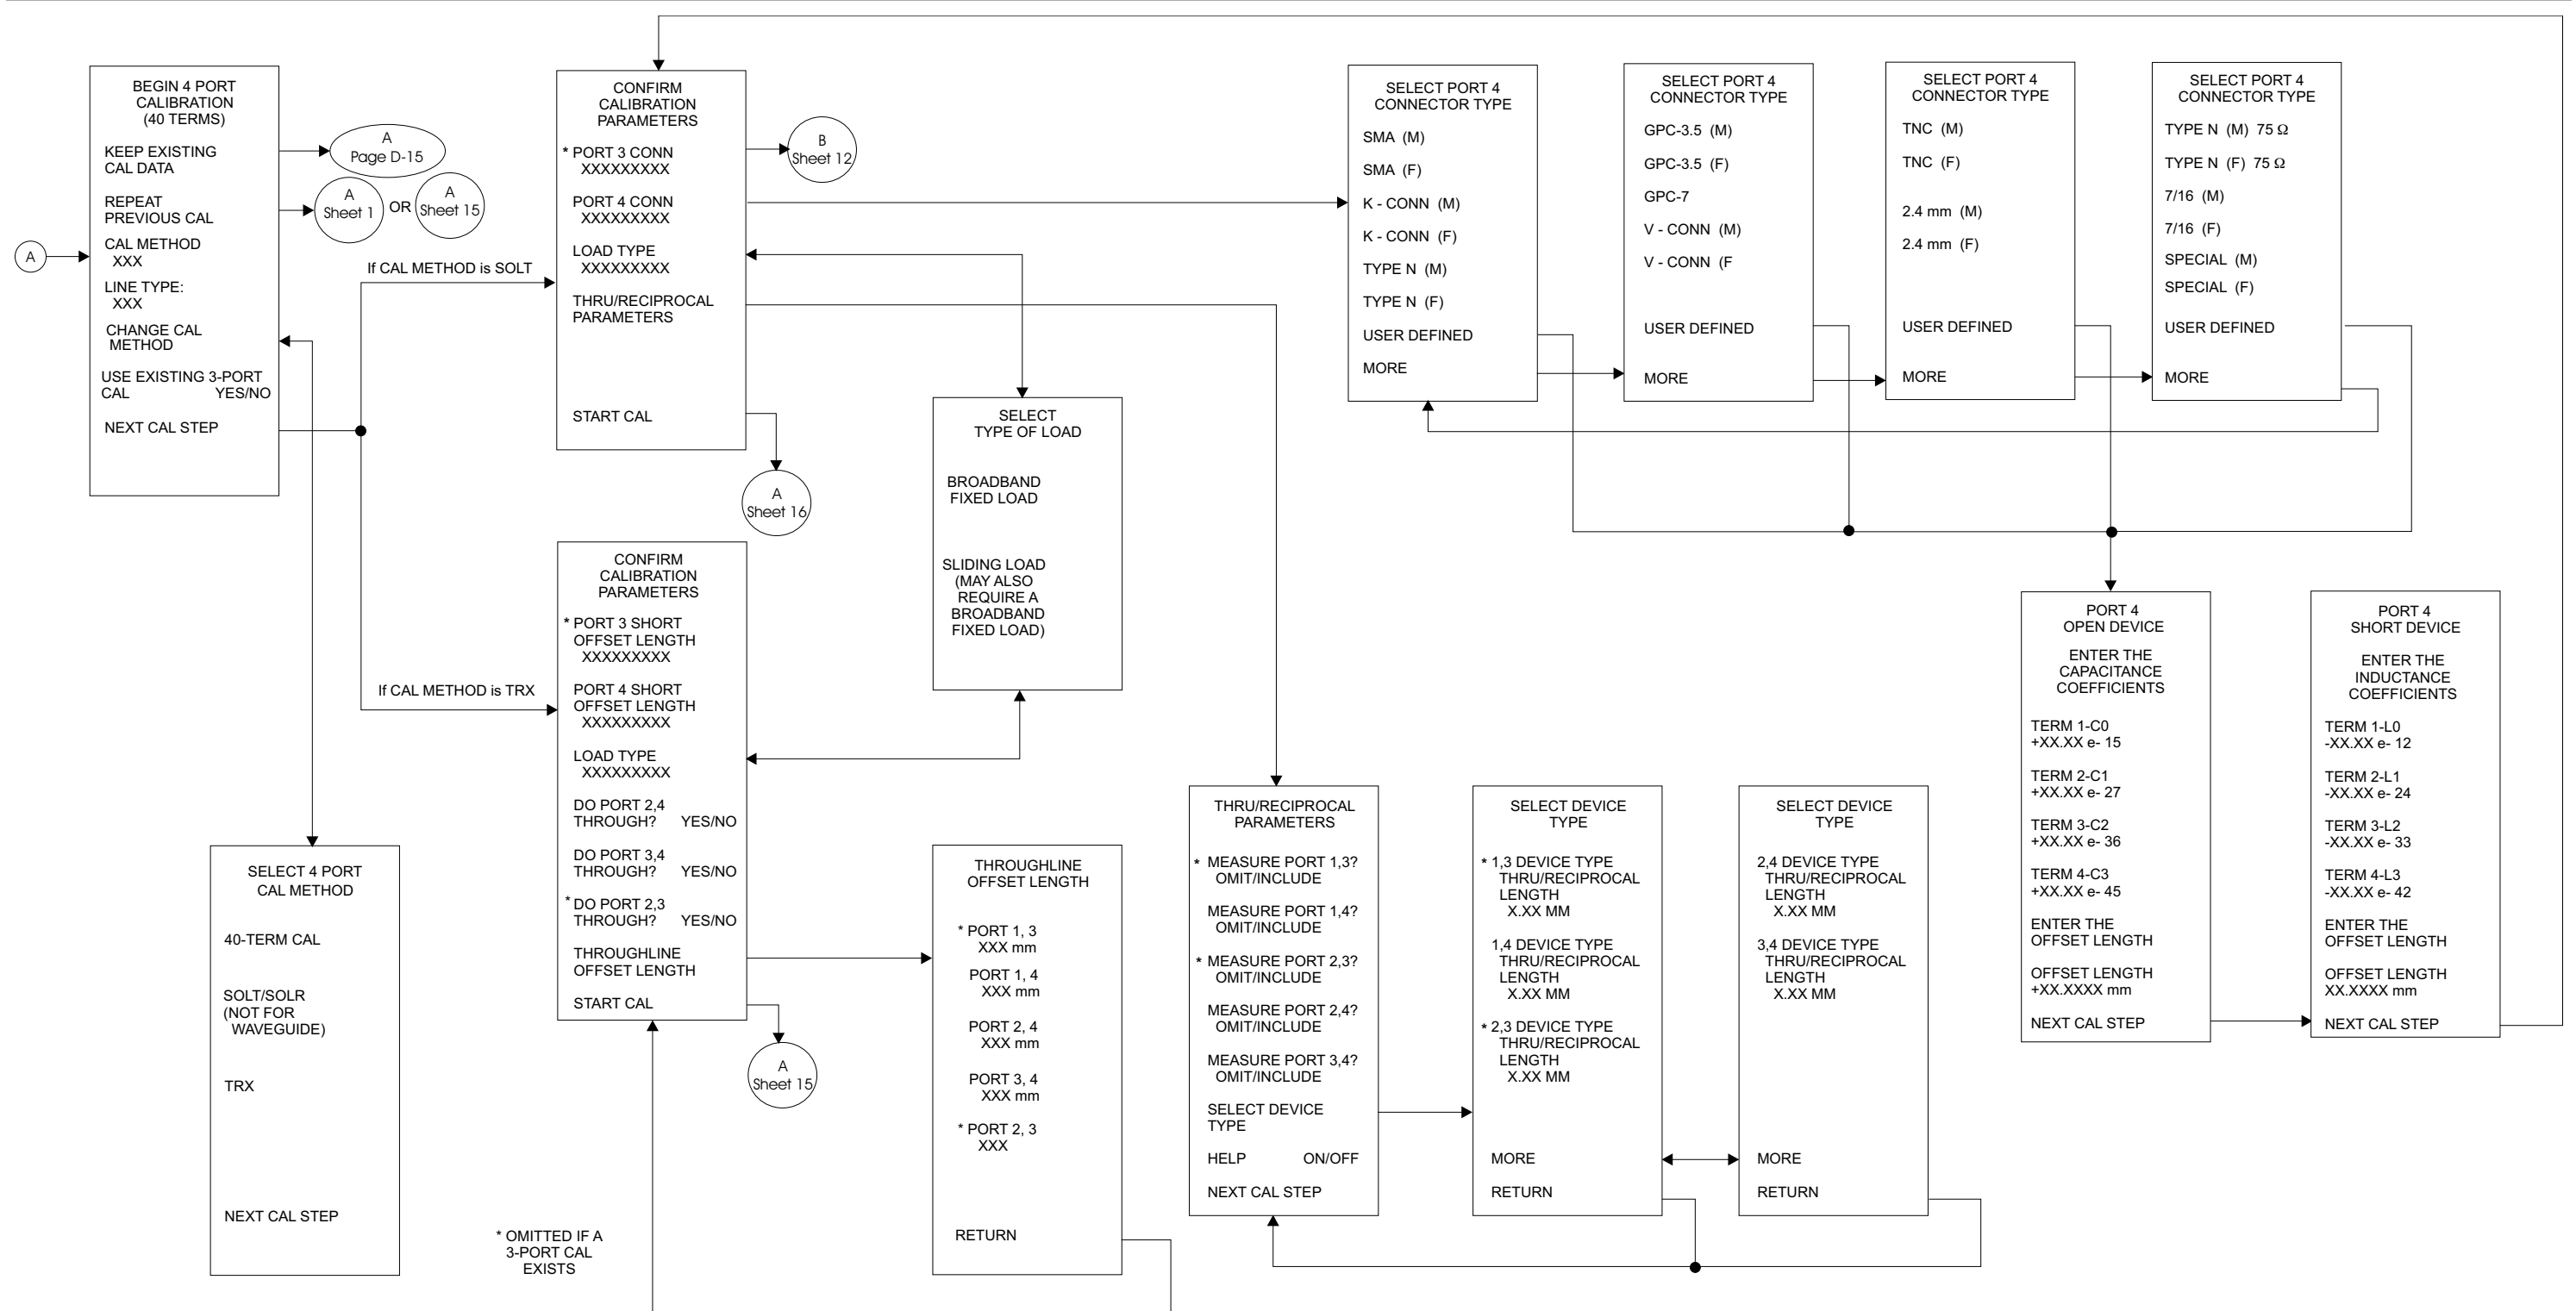 A
BEGIN 4 PORT
CALIBRATION
(40 TERMS)
KEEP EXISTING
CAL DATA
REPEAT
PREVIOUS CAL
CAL METHOD
XXX
LINE TYPE:
XXX
CHANGE CAL
METHOD
USE EXISTING 3-PORT
CAL YES/NO
NEXT CAL STEP
A
Page D-15
A
Sheet 1
OR
A
Sheet 15
If CAL METHOD is SOLT
If CAL METHOD is TRX
SELECT 4 PORT
CAL METHOD
40-TERM CAL
SOLT/SOLR
(NOT FOR
WAVEGUIDE)
TRX
NEXT CAL STEP
CONFIRM
CALIBRATION
PARAMETERS
* PORT 3 CONN
XXXXXXXXX
PORT 4 CONN
XXXXXXXXX
LOAD TYPE
XXXXXXXXX
THRU/RECIPROCAL
PARAMETERS
START CAL
B
Sheet 12
A
Sheet 16
CONFIRM
CALIBRATION
PARAMETERS
* PORT 3 SHORT
OFFSET LENGTH
XXXXXXXXX
PORT 4 SHORT
OFFSET LENGTH
XXXXXXXXX
LOAD TYPE
XXXXXXXXX
DO PORT 2,4
THROUGH? YES/NO
DO PORT 3,4
THROUGH? YES/NO
* DO PORT 2,3
THROUGH? YES/NO
THROUGHLINE
OFFSET LENGTH
START CAL
A
Sheet 15
* OMITTED IF A
3-PORT CAL
EXISTS
SELECT
TYPE OF LOAD
BROADBAND
FIXED LOAD
SLIDING LOAD
(MAY ALSO
REQUIRE A
BROADBAND
FIXED LOAD)
THROUGHLINE
OFFSET LENGTH
* PORT 1, 3
XXX mm
PORT 1, 4
XXX mm
PORT 2, 4
XXX mm
PORT 3, 4
XXX mm
* PORT 2, 3
XXX
RETURN
SELECT PORT 4
CONNECTOR TYPE
SMA (M)
SMA (F)
K - CONN (M)
K - CONN (F)
TYPE N (M)
TYPE N (F)
USER DEFINED
MORE
SELECT PORT 4
CONNECTOR TYPE
GPC-3.5 (M)
GPC-3.5 (F)
GPC-7
V - CONN (M)
V - CONN (F
USER DEFINED
MORE
SELECT PORT 4
CONNECTOR TYPE
TNC (M)
TNC (F)
2.4 mm (M)
2.4 mm (F)
USER DEFINED
MORE
SELECT PORT 4
CONNECTOR TYPE
TYPE N (M) 75 Ω
TYPE N (F) 75 Ω
7/16 (M)
7/16 (F)
SPECIAL (M)
SPECIAL (F)
USER DEFINED
MORE
THRU/RECIPROCAL
PARAMETERS
* MEASURE PORT 1,3?
OMIT/INCLUDE
MEASURE PORT 1,4?
OMIT/INCLUDE
* MEASURE PORT 2,3?
OMIT/INCLUDE
MEASURE PORT 2,4?
OMIT/INCLUDE
MEASURE PORT 3,4?
OMIT/INCLUDE
SELECT DEVICE
TYPE
HELP ON/OFF
NEXT CAL STEP
SELECT DEVICE
TYPE
* 1,3 DEVICE TYPE
THRU/RECIPROCAL
LENGTH
X.XX MM
1,4 DEVICE TYPE
THRU/RECIPROCAL
LENGTH
X.XX MM
* 2,3 DEVICE TYPE
THRU/RECIPROCAL
LENGTH
X.XX MM
MORE
RETURN
SELECT DEVICE
TYPE
2,4 DEVICE TYPE
THRU/RECIPROCAL
LENGTH
X.XX MM
3,4 DEVICE TYPE
THRU/RECIPROCAL
LENGTH
X.XX MM
MORE
RETURN
PORT 4
OPEN DEVICE
ENTER THE
CAPACITANCE
COEFFICIENTS
TERM 1-C0
+XX.XX e- 15
TERM 2-C1
+XX.XX e- 27
TERM 3-C2
+XX.XX e- 36
TERM 4-C3
+XX.XX e- 45
ENTER THE
OFFSET LENGTH
OFFSET LENGTH
+XX.XXXX mm
NEXT CAL STEP
PORT 4
SHORT DEVICE
ENTER THE
INDUCTANCE
COEFFICIENTS
TERM 1-L0
-XX.XX e- 12
TERM 2-L1
-XX.XX e- 24
TERM 3-L2
-XX.XX e- 33
TERM 4-L3
-XX.XX e- 42
ENTER THE
OFFSET LENGTH
OFFSET LENGTH
XX.XXXX mm
NEXT CAL STEP